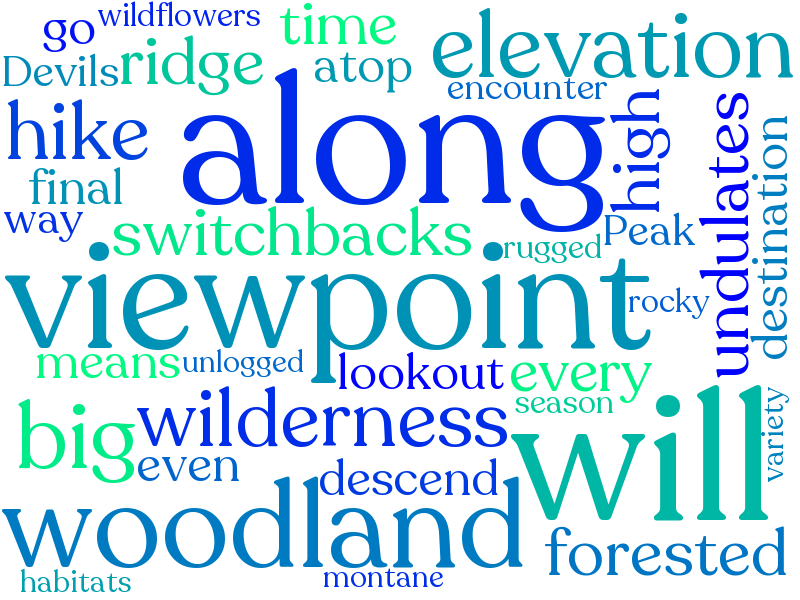 go wildflowers
time
elevation
Devils ridge
atop
encounter
hike
along
high
undulates
destination
final
way
switchbacks
rugged
Peak
viewpoint
rocky
means
unlogged
lookout
every
season
big
wilderness
will
variety
even
descend
woodland
forested
habitats
montane